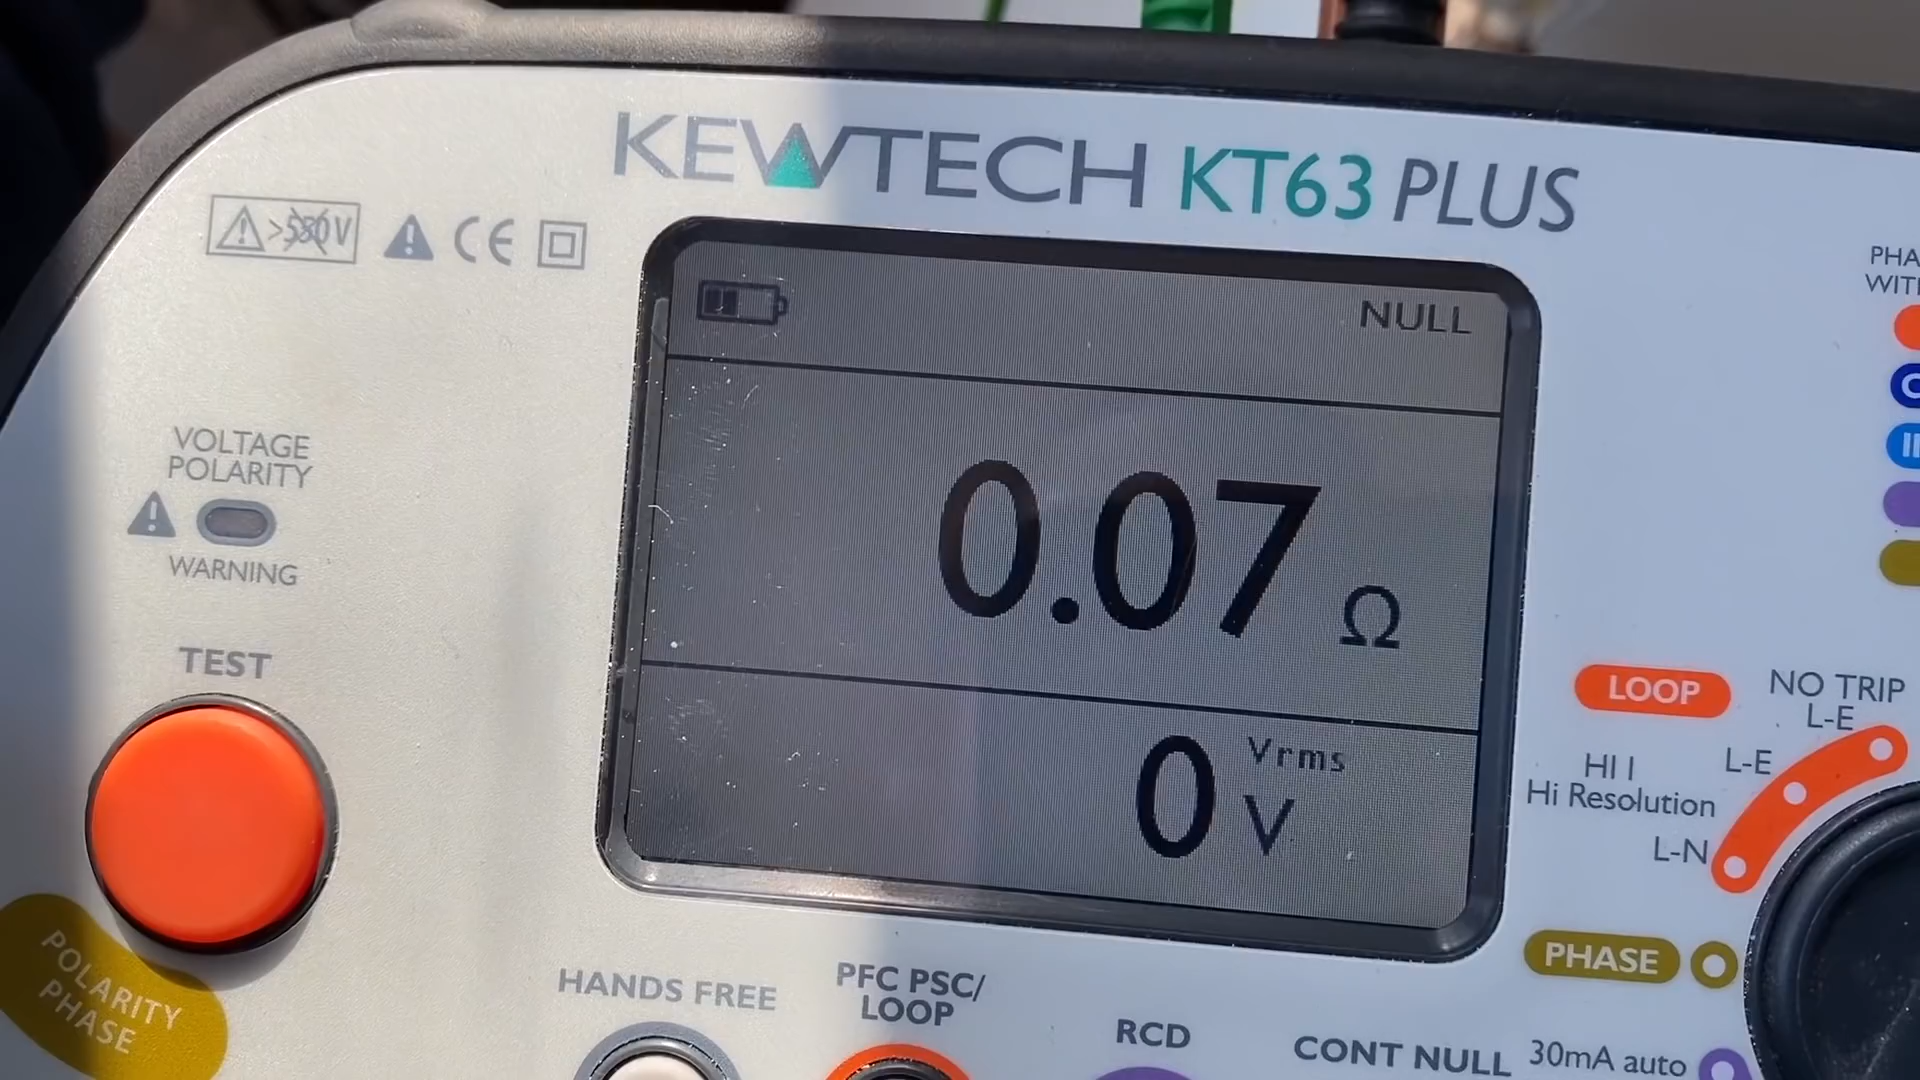 KEWTECH KT63 PLUS
>550V
CE
NULL
0.07 Ω
0 Vrms
V
VOLTAGE
POLARITY
WARNING
TEST
POLARITY
PHASE
HANDS FREE
PFC PSC/
LOOP
RCD
CONT NULL
30mA auto
PHASE
LOOP
NO TRIP
L-E
L-E
HI I
Hi Resolution
L-N